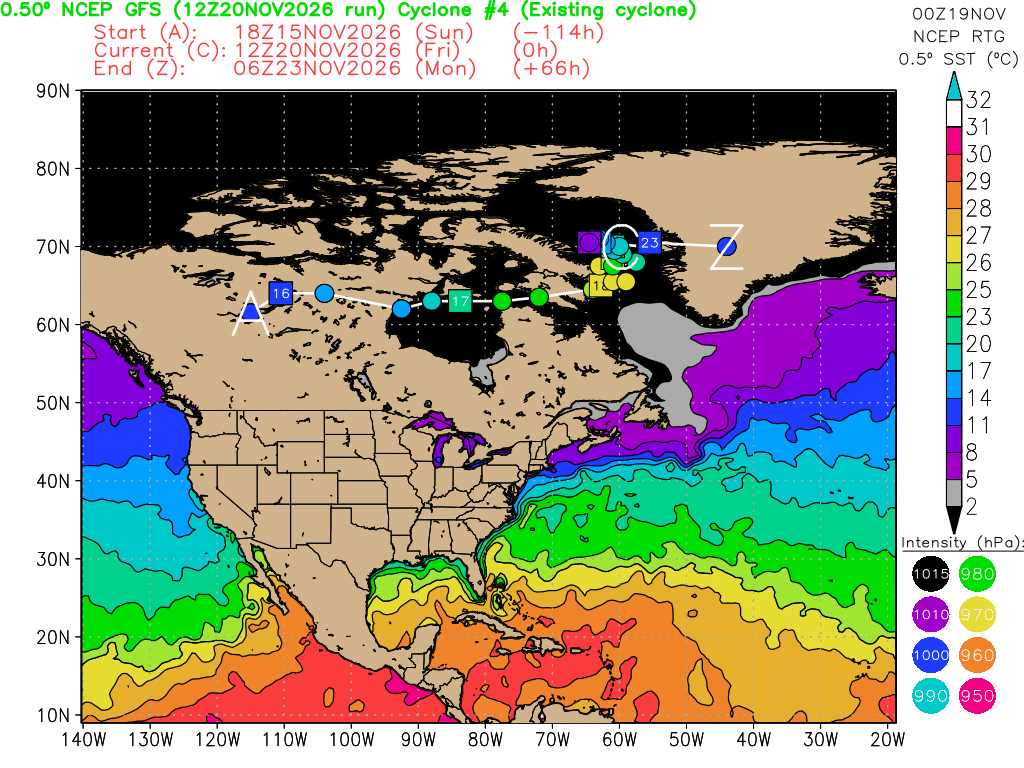 0.50º NCEP GFS (12Z20NOV2026 run) Cyclone #4 (Existing cyclone)
Start (A): 18Z15NOV2026 (Sun) (−114h)
Current (C): 12Z20NOV2026 (Fri) (0h)
End (Z): 06Z23NOV2026 (Mon) (+66h)
00Z19NOV
NCEP RTG
0.5º SST (ºC)
32
31
30
29
28
27
26
25
23
20
17
14
11
8
5
2
90N
80N
70N
60N
50N
40N
30N
20N
10N
A
16
17
18
C
23
Z
140W 130W 120W 110W 100W 90W 80W 70W 60W 50W 40W 30W 20W
Intensity (hPa):
1015 980
1010 970
1000 960
990 950